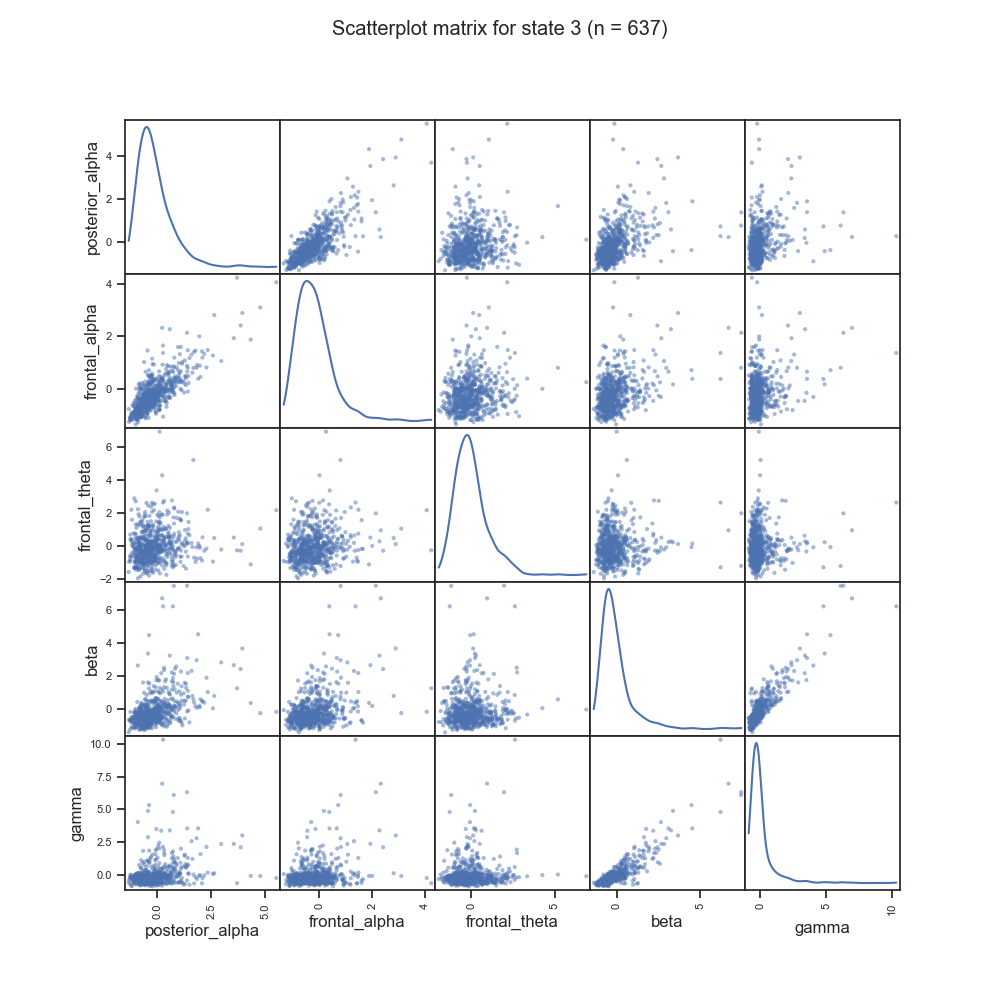 Scatterplot matrix for state 3 (n = 637)
posterior_alpha
4
2
0
frontal_alpha
4
2
0
frontal_theta
6
4
2
0
−2
beta
6
4
2
0
gamma
10.0
7.5
5.0
2.5
0.0
0.0 2.5 5.0 0 2 4 0 5 0 5 0 5 10
posterior_alpha frontal_alpha frontal_theta beta gamma